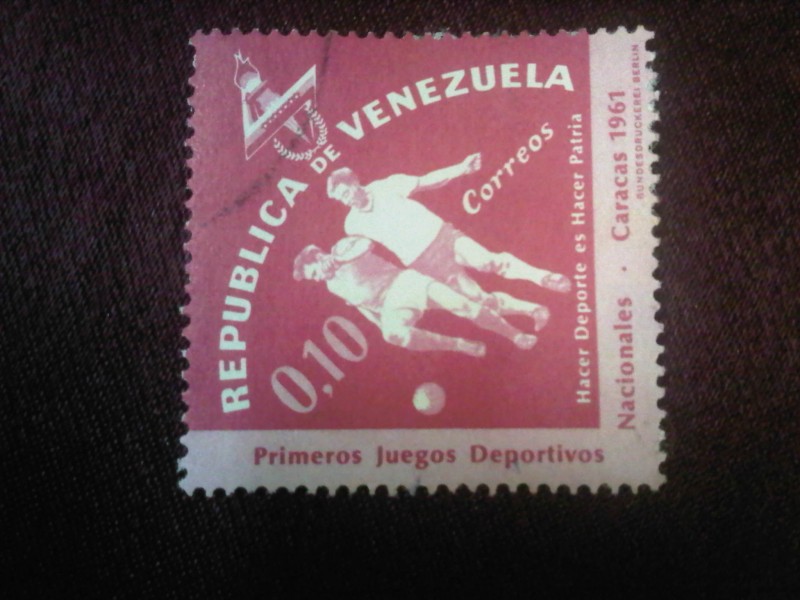 REPUBLICA DE VENEZUELA
Correos
0,10
Hacer Deporte es Hacer Patria
Primeros Juegos Deportivos
Nacionales · Caracas 1961
BUNDESDRUCKEREI BERLIN